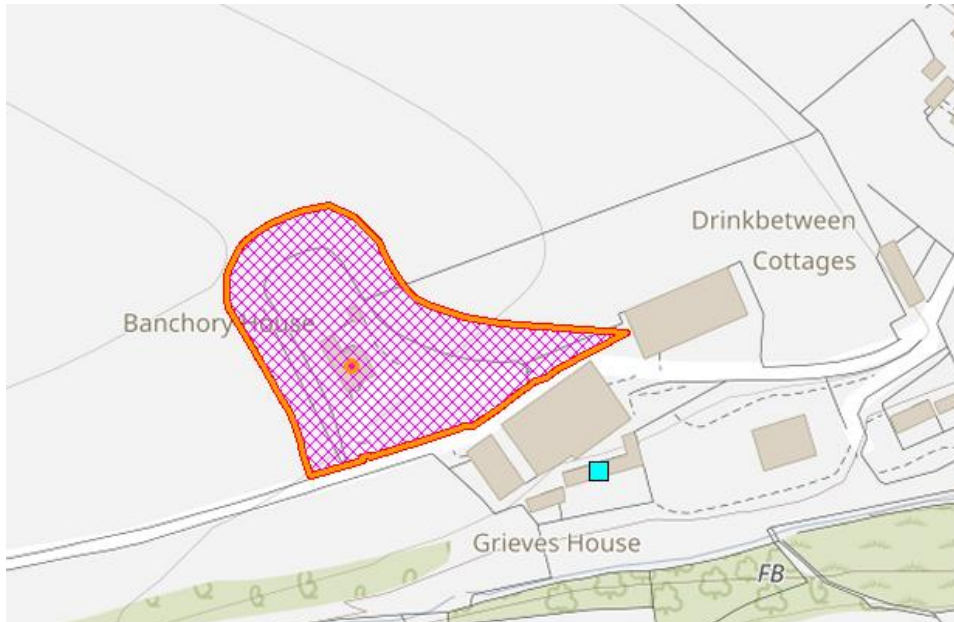 Drinkbetween
Cottages
Banchory House
Grieves House
FB